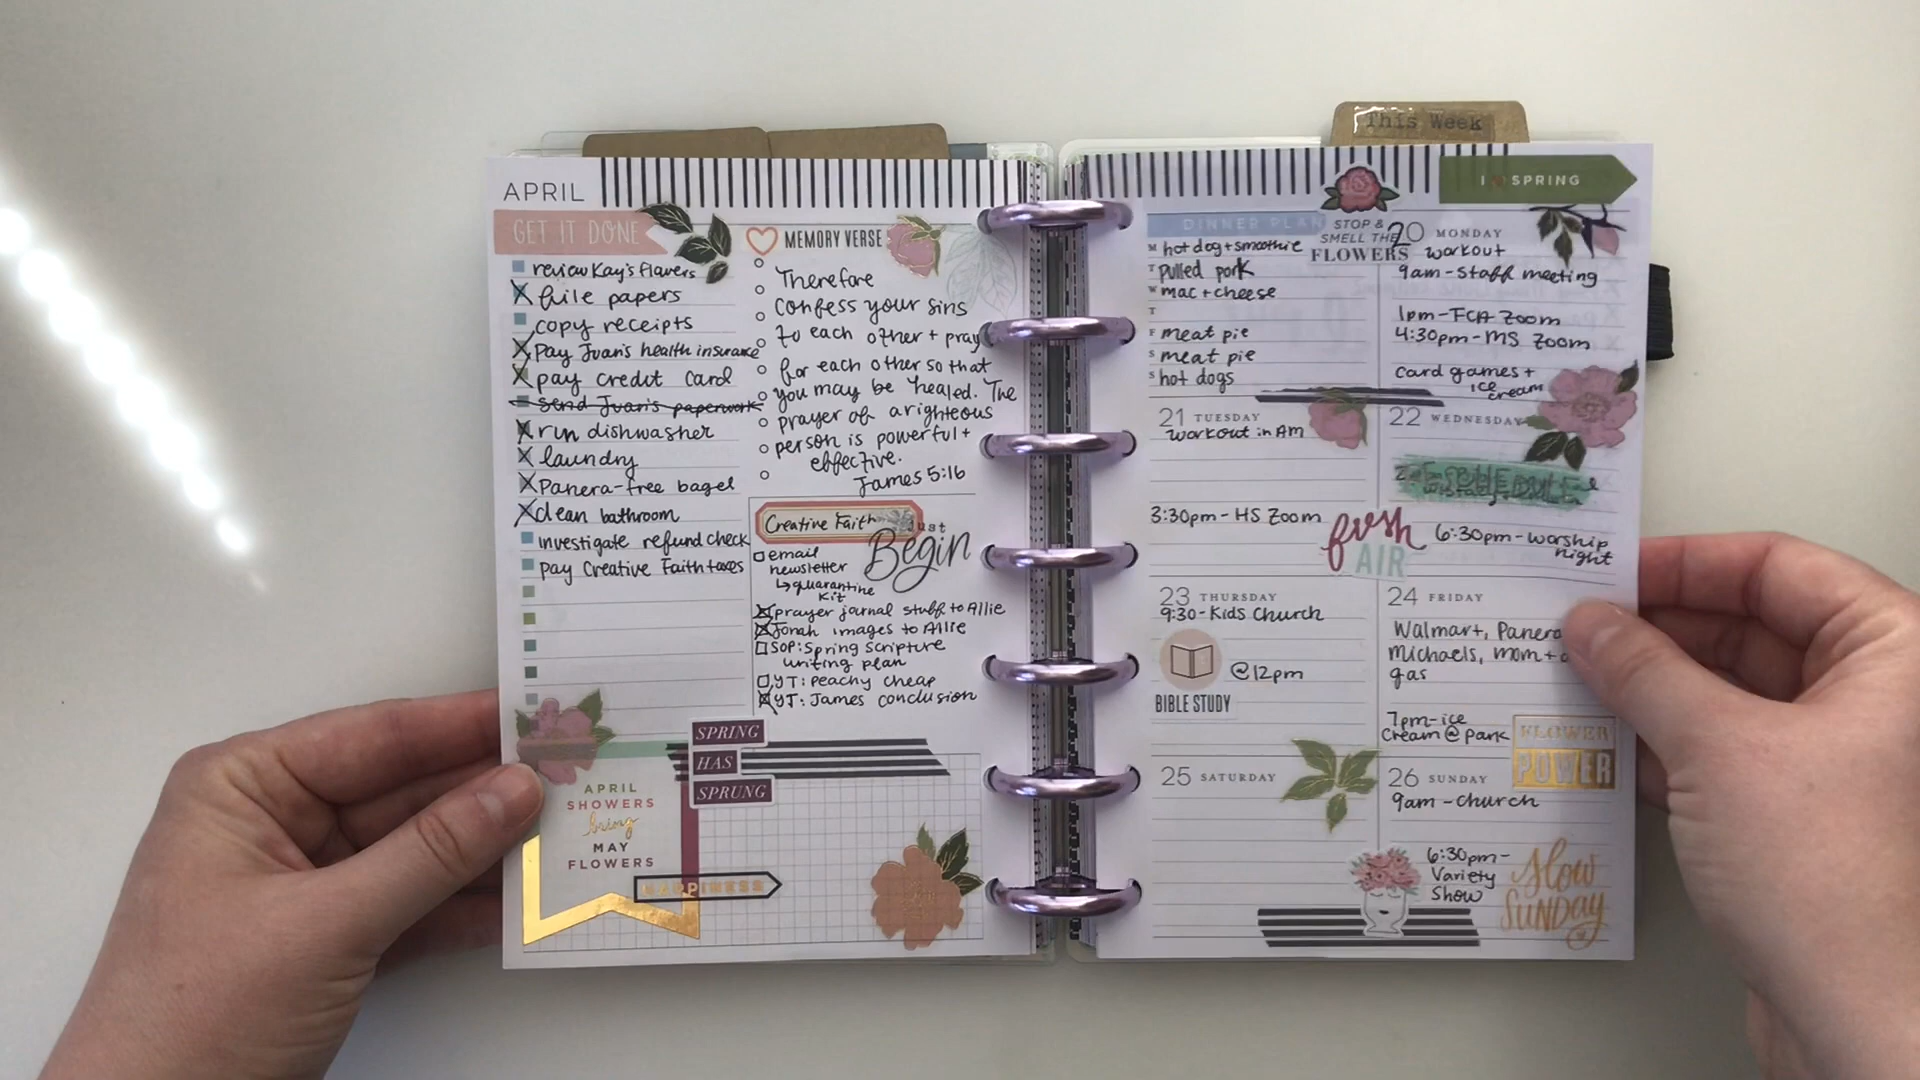 This Week
APRIL
I SPRING
GET IT DONE
review Kay's flavers
file papers
copy receipts
Pay Juan's health insurance
pay credit card
send Juan's paperwork
run dishwasher
laundry
Panera-free bagel
clean bathroom
investigate refund check
pay Creative Faith taxes
MEMORY VERSE
Therefore
confess your sins
to each other + pray
for each other so that
you may be healed. The
prayer of a righteous
person is powerful +
effective.
James 5:16
Creative Faith
Just
Begin
email
newsletter
↳quarantine
kit
prayer journal stuff to Allie
Jonah images to Allie
SOP: Spring Scripture
writing plan
YT: peachy cheap
YT: James conclusion
SPRING
HAS
SPRUNG
APRIL
SHOWERS
bring
MAY
FLOWERS
HAPPINESS
DINNER PLAN
M hot dog + smoothie
T pulled pork
W mac + cheese
T
F meat pie
S meat pie
S hot dogs
STOP &
SMELL THE
FLOWERS
20 MONDAY
workout
9am - staff meeting
1pm - FCA Zoom
4:30pm - MS Zoom
card games +
ice
cream
21 TUESDAY
workout in AM
3:30pm - HS Zoom
fresh
AIR
22 WEDNESDAY
6:30pm - worship
night
23 THURSDAY
9:30 - Kids Church
@12pm
BIBLE STUDY
24 FRIDAY
Walmart, Panera
Michaels, mom +
gas
7pm - ice
cream @ park
FLOWER
POWER
25 SATURDAY
26 SUNDAY
9am - church
6:30pm -
Variety
Show
slow
SUNDAY